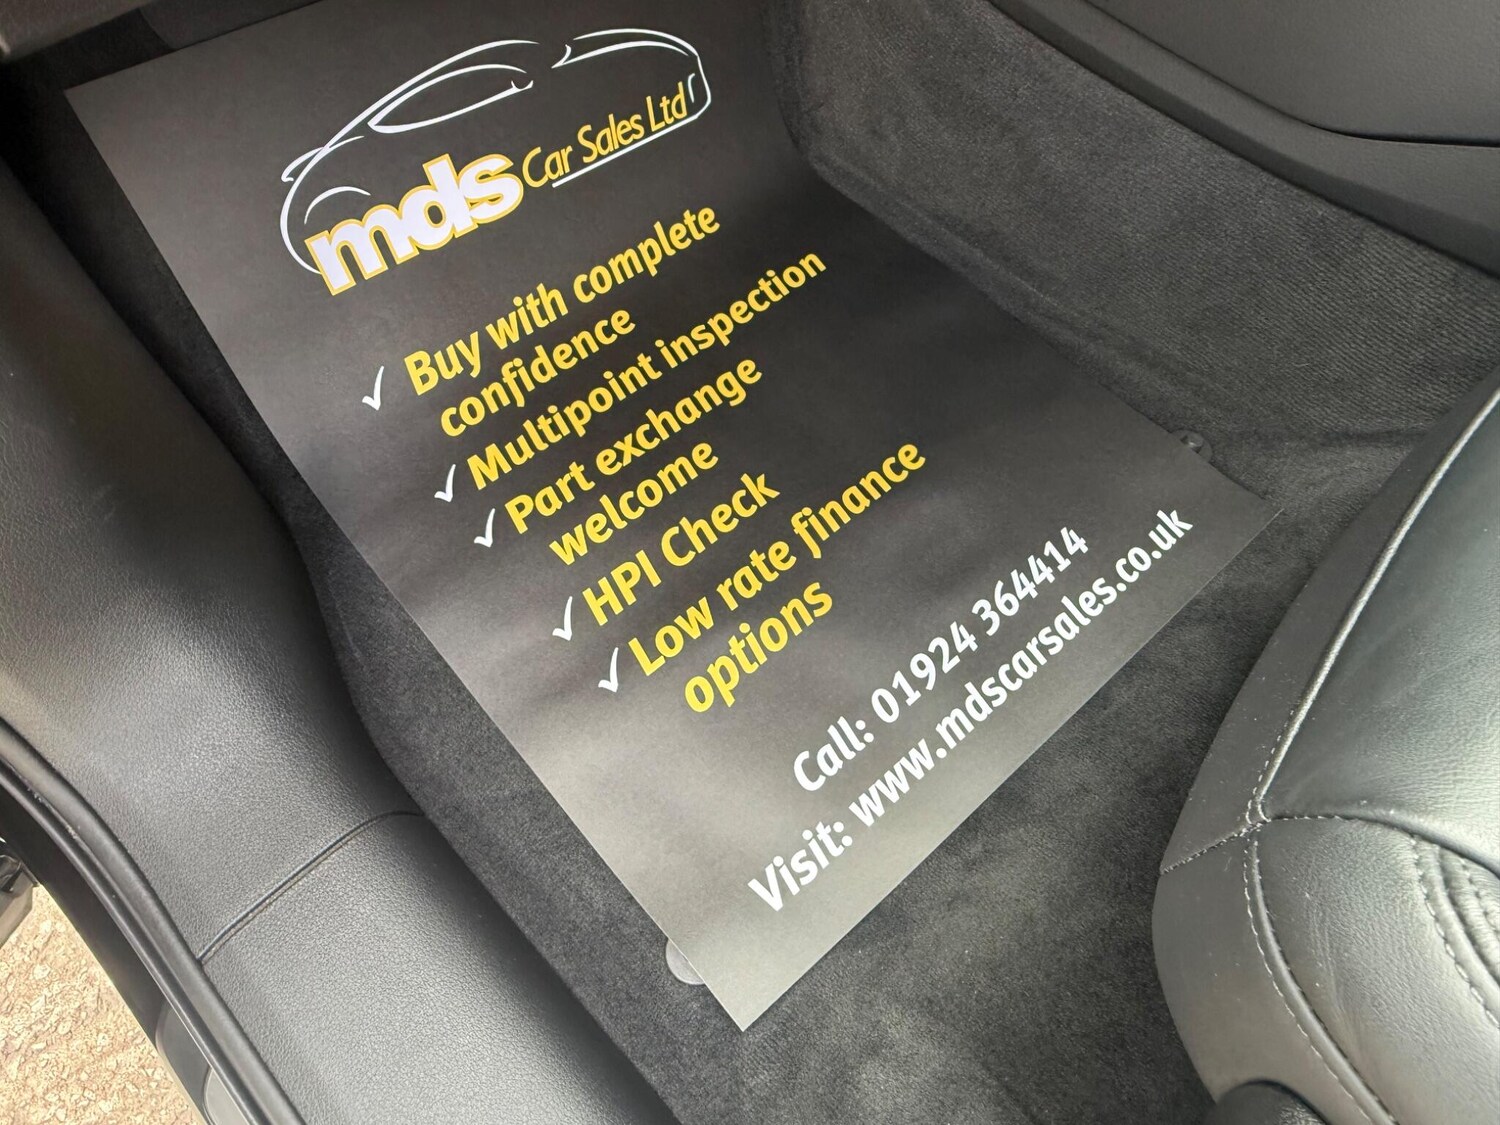 mds Car Sales Ltd
✓ Buy with complete
confidence
✓ Multipoint inspection
✓ Part exchange
welcome
✓ HPI Check
✓ Low rate finance
options
Call: 01924 364414
Visit: www.mdscarsales.co.uk